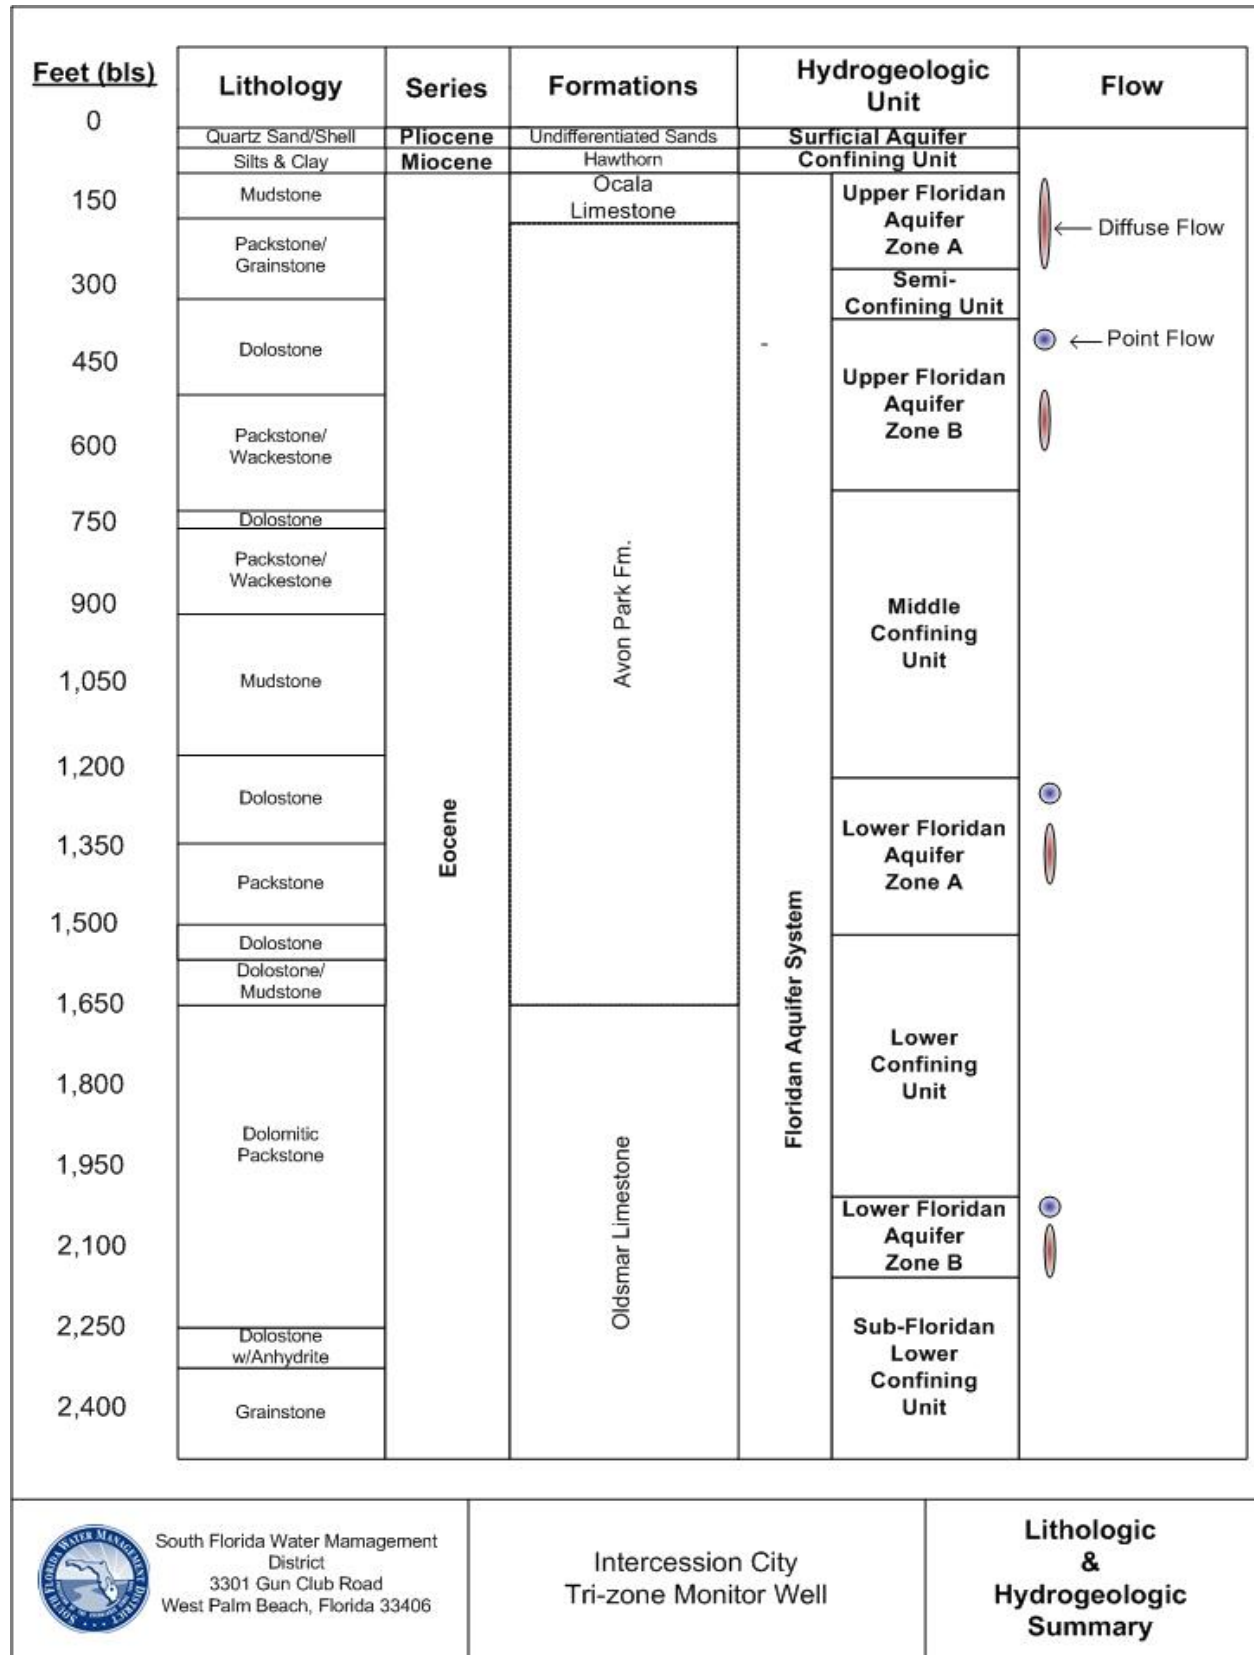 Feet (bls)
Lithology
Series
Formations
Hydrogeologic
Unit
Flow
0
Quartz Sand/Shell
Pliocene
Undifferentiated Sands
Surficial Aquifer
Silts & Clay
Miocene
Hawthorn
Confining Unit
150
Mudstone
Ocala
Limestone
Upper Floridan
Aquifer
Zone A
Diffuse Flow
Packstone/
Grainstone
300
Semi-
Confining Unit
Dolostone
-
Point Flow
450
Upper Floridan
Aquifer
Zone B
600
Packstone/
Wackestone
750
Dolostone
Packstone/
Wackestone
900
Avon Park Fm.
Middle
Confining
Unit
1,050
Mudstone
1,200
Dolostone
Eocene
1,350
Lower Floridan
Aquifer
Zone A
Packstone
1,500
Dolostone
Floridan Aquifer System
Dolostone/
Mudstone
1,650
Lower
Confining
Unit
1,800
Dolomitic
Packstone
1,950
Oldsmar Limestone
Lower Floridan
Aquifer
Zone B
2,100
2,250
Dolostone
w/Anhydrite
Sub-Floridan
Lower
Confining
Unit
2,400
Grainstone
SOUTH FLORIDA WATER MANAGEMENT DISTRICT
South Florida Water Mamagement
District
3301 Gun Club Road
West Palm Beach, Florida 33406
Intercession City
Tri-zone Monitor Well
Lithologic
&
Hydrogeologic
Summary